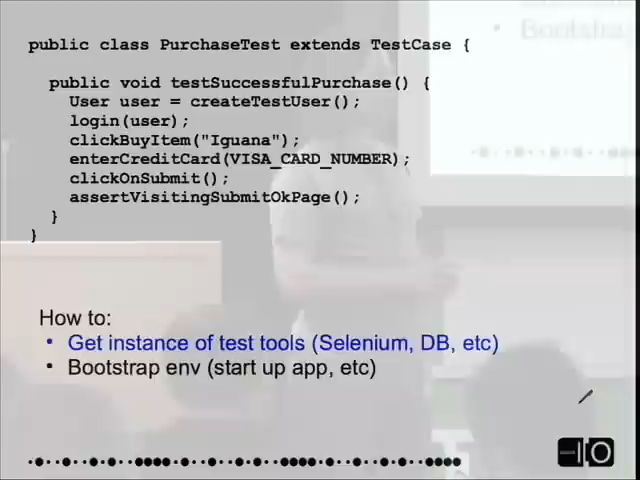 public class PurchaseTest extends TestCase {
public void testSuccessfulPurchase() {
User user = createTestUser();
login(user);
clickBuyItem("Iguana");
enterCreditCard(VISA_CARD_NUMBER);
clickOnSubmit();
assertVisitingSubmitOkPage();
}
}
How to:
• Get instance of test tools (Selenium, DB, etc)
• Bootstrap env (start up app, etc)